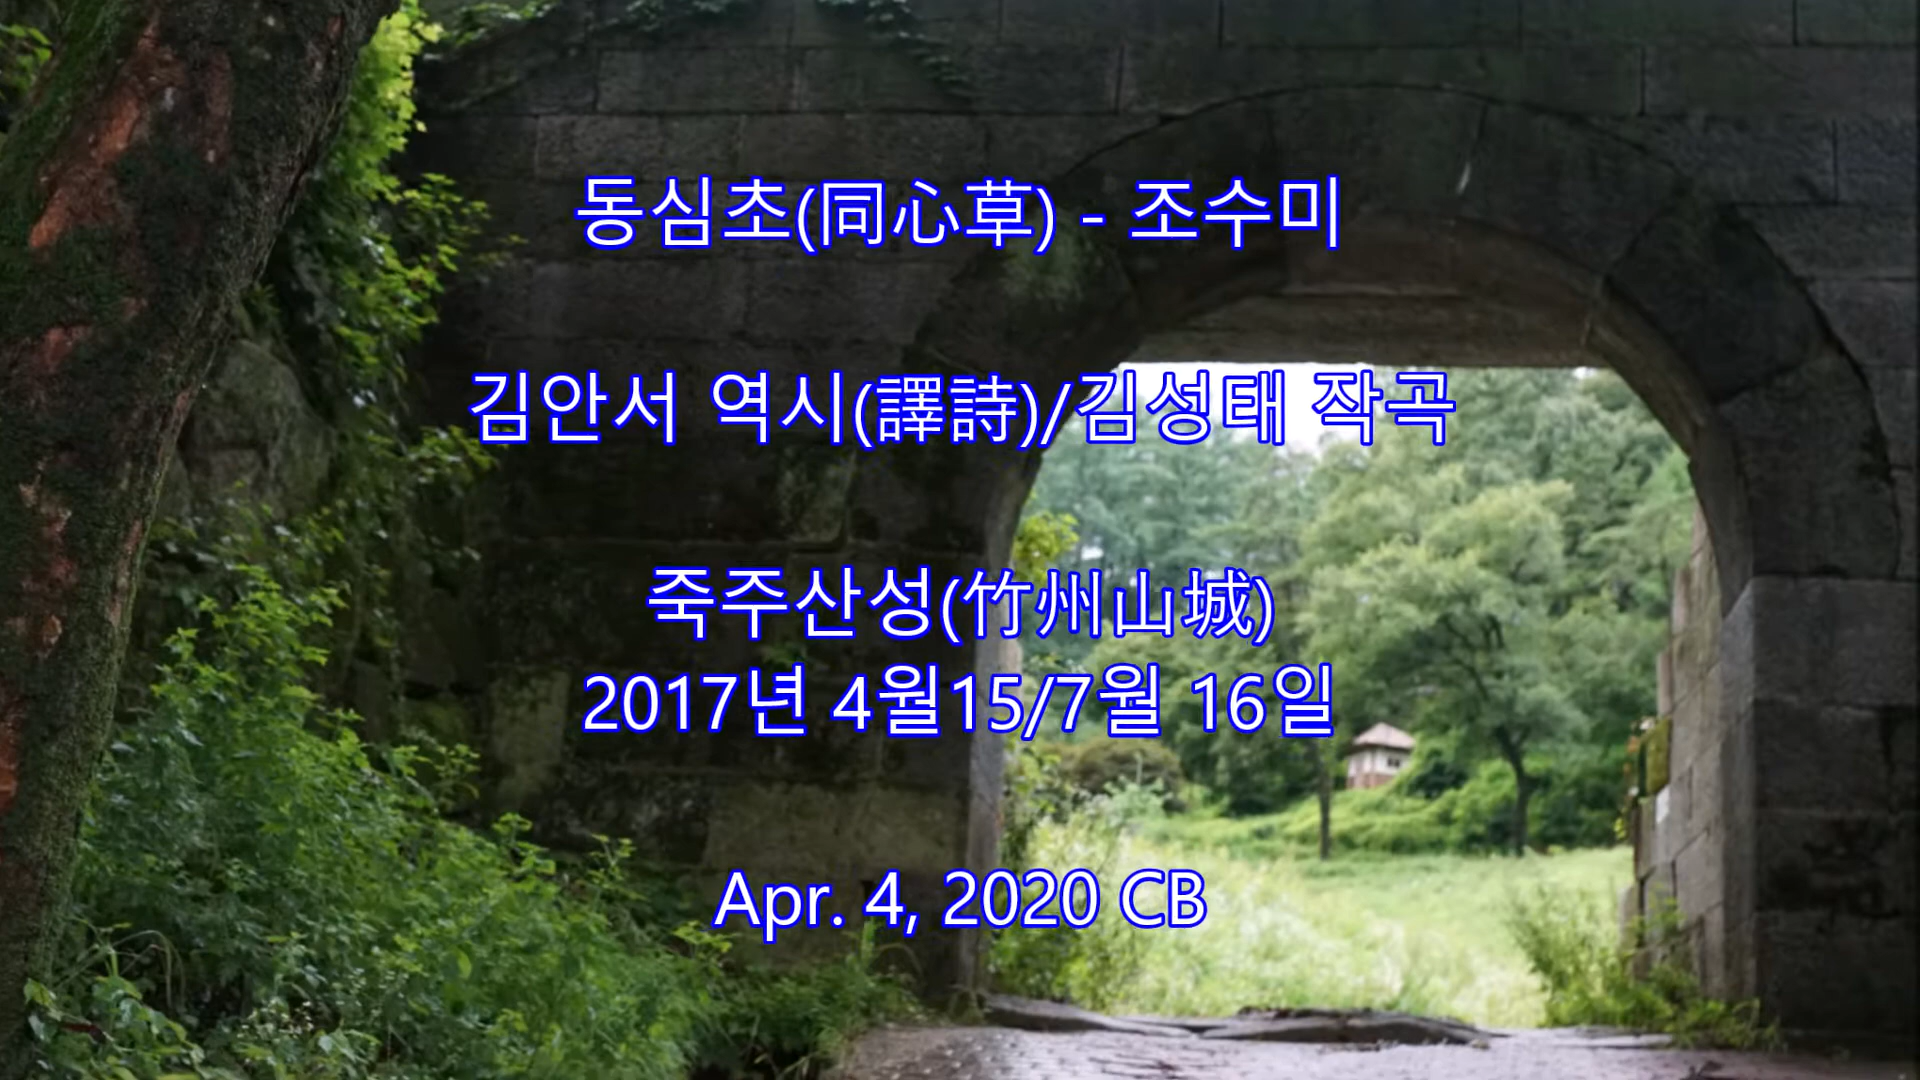 동심초(同心草) - 조수미
김안서 역시(譯詩)/김성태 작곡
죽주산성(竹州山城)
2017년 4월15/7월 16일
Apr. 4, 2020 CB